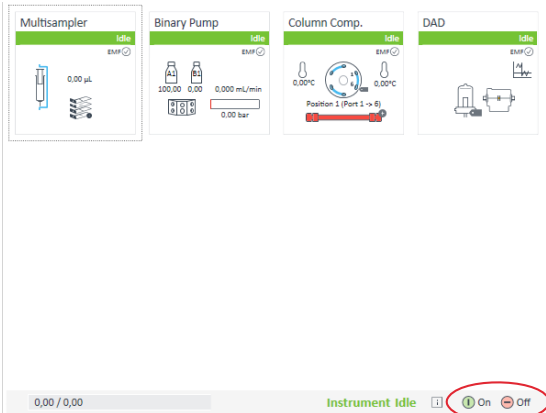 Multisampler
Idle
EMF
0,00 µL
Binary Pump
Idle
EMF
A1 B1
100,00 0,00 0,000 mL/min
0,00 bar
Column Comp.
Idle
EMF
0,00°C 1 6 0,00°C
Position 1 (Port 1 -> 6)
DAD
Idle
EMF
0,00 / 0,00 Instrument Idle i On Off